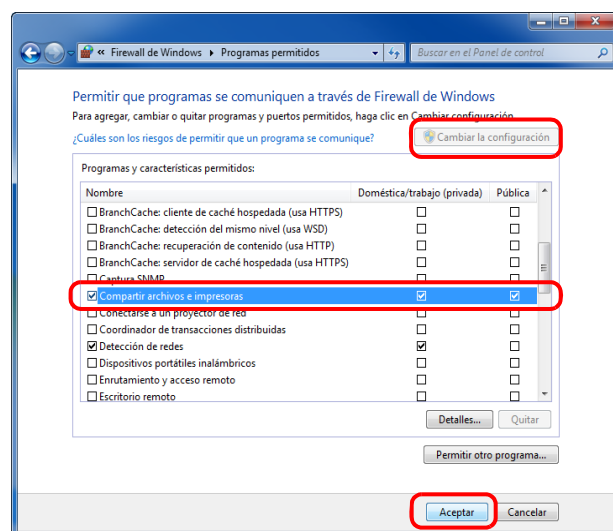 « Firewall de Windows ▸ Programas permitidos
Buscar en el Panel de control
Permitir que programas se comuniquen a través de Firewall de Windows
Para agregar, cambiar o quitar programas y puertos permitidos, haga clic en Cambiar configuración.
¿Cuáles son los riesgos de permitir que un programa se comunique?
Cambiar la configuración
Programas y características permitidos:
Nombre Doméstica/trabajo (privada) Pública
BranchCache: cliente de caché hospedada (usa HTTPS)
BranchCache: detección del mismo nivel (usa WSD)
BranchCache: recuperación de contenido (usa HTTP)
BranchCache: servidor de caché hospedada (usa HTTPS)
Captura SNMP
Compartir archivos e impresoras
Conectarse a un proyector de red
Coordinador de transacciones distribuidas
Detección de redes
Dispositivos portátiles inalámbricos
Enrutamiento y acceso remoto
Escritorio remoto
Detalles... Quitar
Permitir otro programa...
Aceptar Cancelar